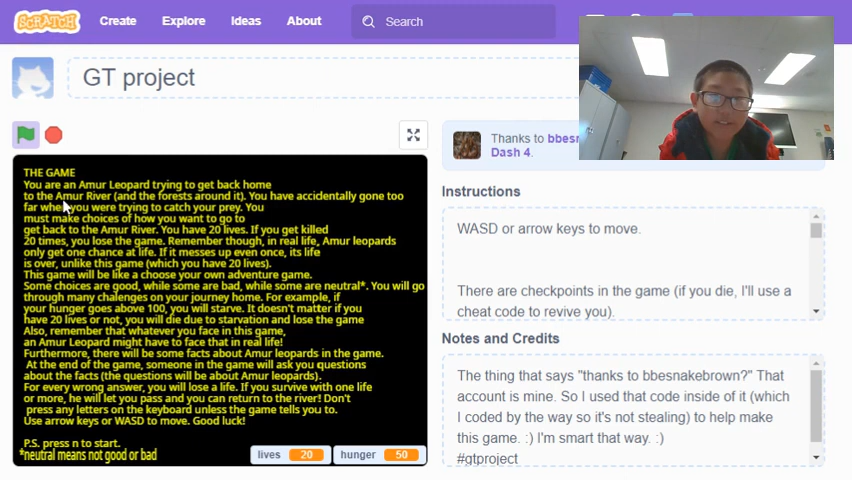 SCRATCH
Create
Explore
Ideas
About
Search
GT project
Thanks to bbesn
Dash 4.
THE GAME
You are an Amur Leopard trying to get back home
to the Amur River (and the forests around it). You have accidentally gone too
far when you were trying to catch your prey. You
must make choices of how you want to go to
get back to the Amur River. You have 20 lives. If you get killed
20 times, you lose the game. Remember though, in real life, Amur leopards
only get one chance at life. If it messes up even once, its life
is over, unlike this game (which you have 20 lives).
This game will be like a choose your own adventure game.
Some choices are good, while some are bad, while some are neutral*. You will go
through many chalenges on your journey home. For example, if
your hunger goes above 100, you will starve. It doesn't matter if you
have 20 lives or not, you will die due to starvation and lose the game
Also, remember that whatever you face in this game,
an Amur Leopard might have to face that in real life!
Furthermore, there will be some facts about Amur leopards in the game.
At the end of the game, someone in the game will ask you questions
about the facts (the questions will be about Amur leopards).
For every wrong answer, you will lose a life. If you survive with one life
or more, he will let you pass and you can return to the river! Don't
press any letters on the keyboard unless the game tells you to.
Use arrow keys or WASD to move. Good luck!
P.S. press n to start.
*neutral means not good or bad
lives 20
hunger 50
Instructions
WASD or arrow keys to move.
There are checkpoints in the game (if you die, I'll use a
cheat code to revive you).
Notes and Credits
The thing that says "thanks to bbesnakebrown?" That
account is mine. So I used that code inside of it (which
I coded by the way so it's not stealing) to help make
this game. :) I'm smart that way. :)
#gtproject